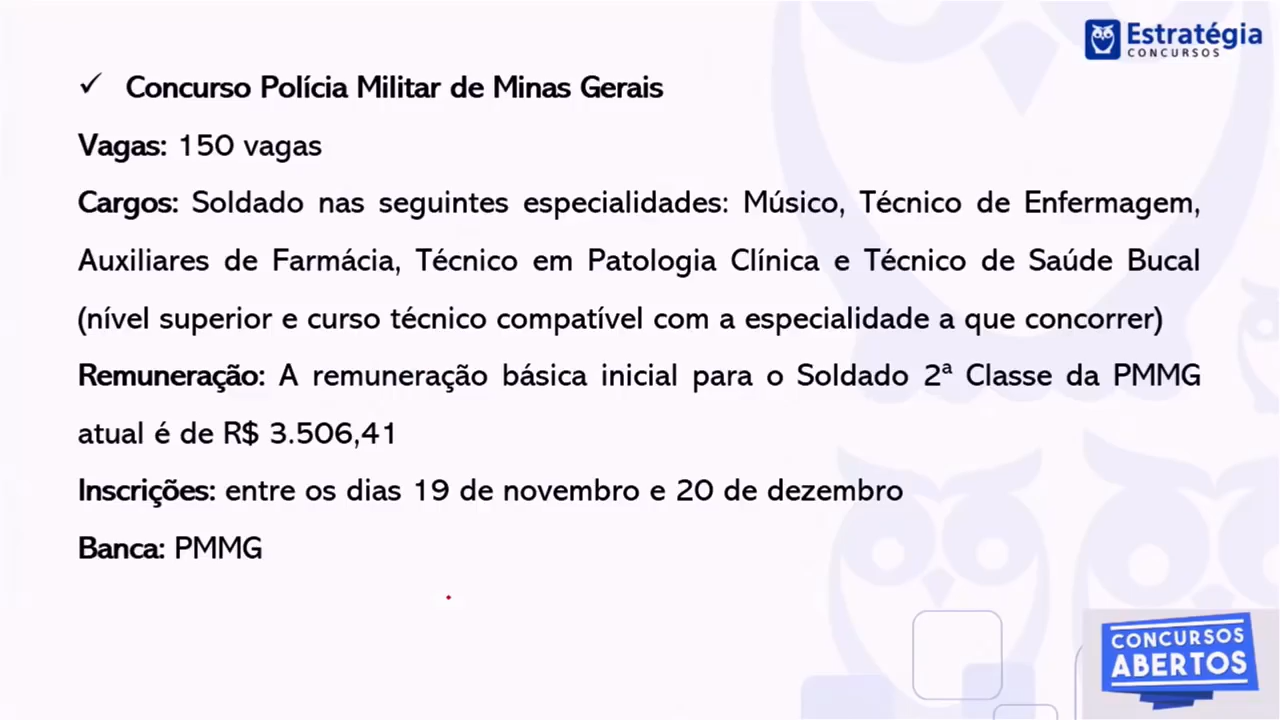 Estratégia
CONCURSOS
✓ Concurso Polícia Militar de Minas Gerais
Vagas: 150 vagas
Cargos: Soldado nas seguintes especialidades: Músico, Técnico de Enfermagem,
Auxiliares de Farmácia, Técnico em Patologia Clínica e Técnico de Saúde Bucal
(nível superior e curso técnico compatível com a especialidade a que concorrer)
Remuneração: A remuneração básica inicial para o Soldado 2ª Classe da PMMG
atual é de R$ 3.506,41
Inscrições: entre os dias 19 de novembro e 20 de dezembro
Banca: PMMG
CONCURSOS
ABERTOS